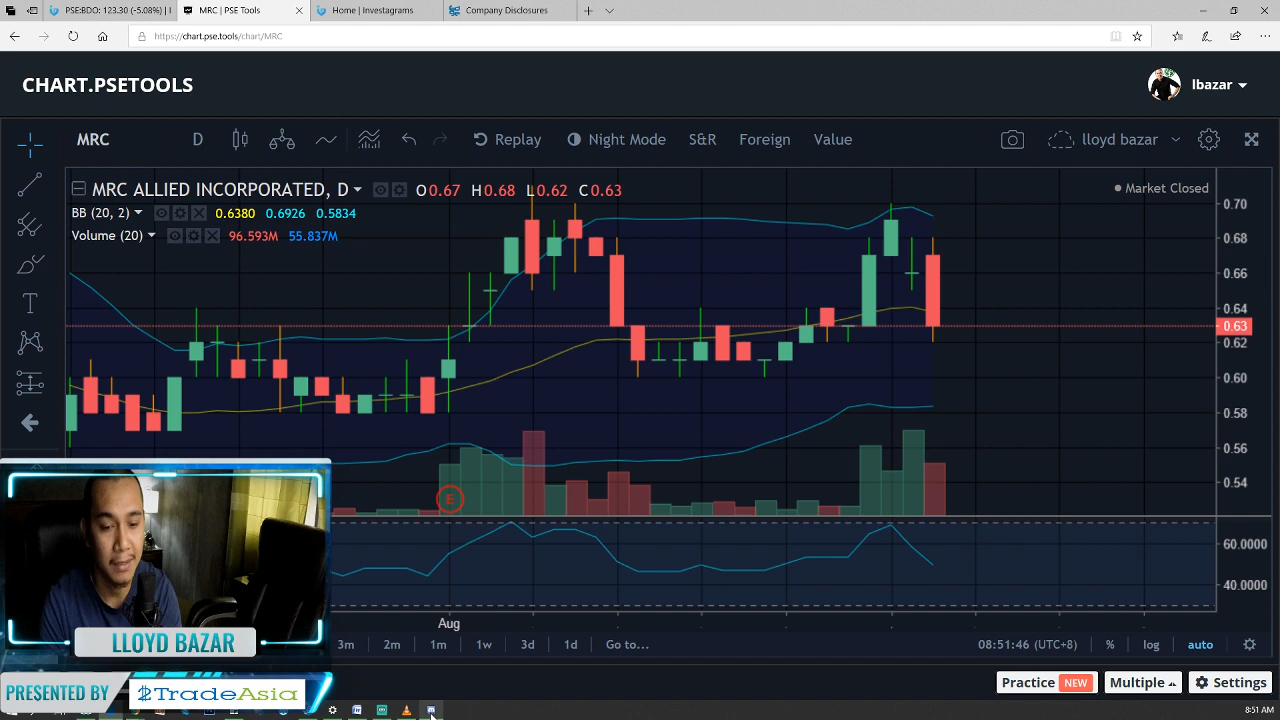 PSE:BDO: 123.30 (-5.08%) | I
MRC | PSE Tools
Home | Investagrams
Company Disclosures
https://chart.pse.tools/chart/MRC
CHART.PSETOOLS
lbazar
MRC D Replay Night Mode S&R Foreign Value lloyd bazar
MRC ALLIED INCORPORATED, D O0.67 H0.68 L0.62 C0.63
Market Closed
BB (20, 2) 0.6380 0.6926 0.5834
Volume (20) 96.593M 55.837M
0.70
0.68
0.66
0.64
0.63
0.62
0.60
0.58
0.56
0.54
E
60.0000
40.0000
Aug
3m 2m 1m 1w 3d 1d Go to... 08:51:46 (UTC+8) % log auto
LLOYD BAZAR
PRESENTED BY
$TradeAsia
Practice NEW Multiple Settings
8:51 AM